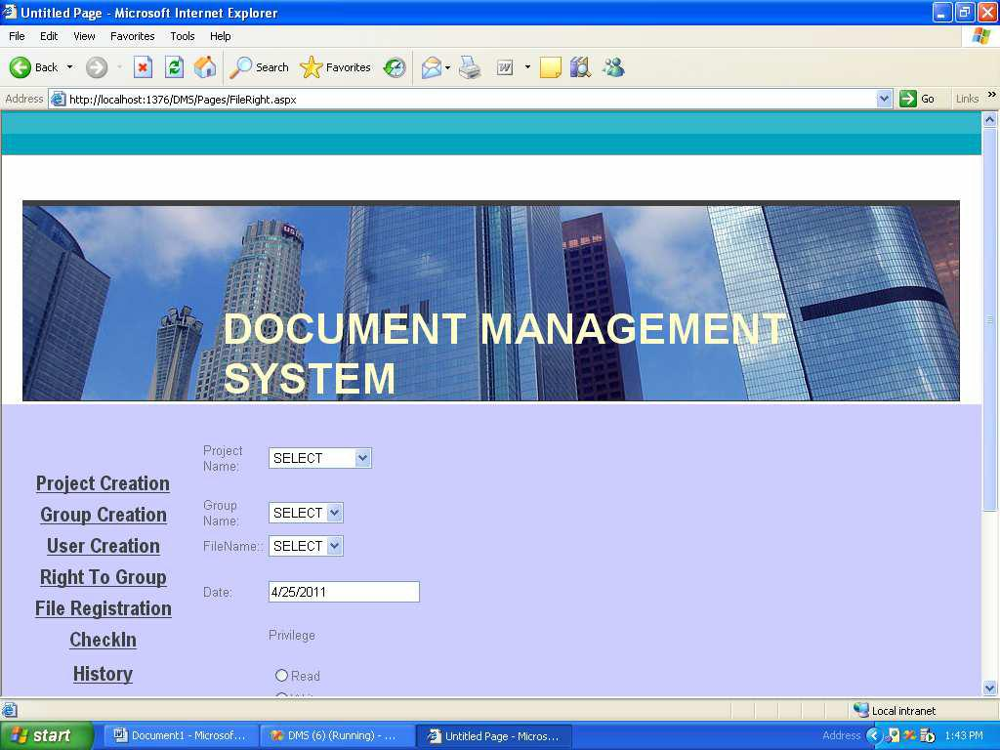 Untitled Page - Microsoft Internet Explorer
File Edit View Favorites Tools Help
Back Search Favorites
Address http://localhost:1376/DMS/Pages/FileRight.aspx Go Links »
DOCUMENT MANAGEMENT
SYSTEM
Project Creation
Group Creation
User Creation
Right To Group
File Registration
CheckIn
History
Project
Name: SELECT
Group
Name: SELECT
FileName:: SELECT
Date: 4/25/2011
Privilege
Read
Local intranet
start Document1 - Microsof... DMS (6) (Running) - ... Untitled Page - Micros... Address 1:43 PM